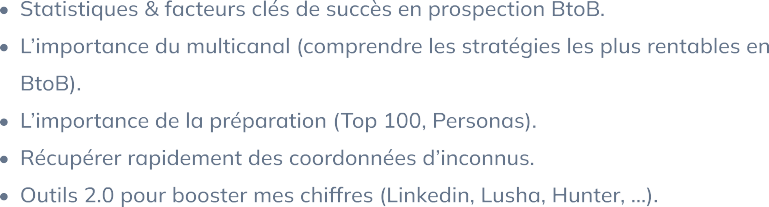 • Statistiques & facteurs clés de succès en prospection BtoB.
• L’importance du multicanal (comprendre les stratégies les plus rentables en
BtoB).
• L’importance de la préparation (Top 100, Personas).
• Récupérer rapidement des coordonnées d’inconnus.
• Outils 2.0 pour booster mes chiffres (Linkedin, Lusha, Hunter, ...).